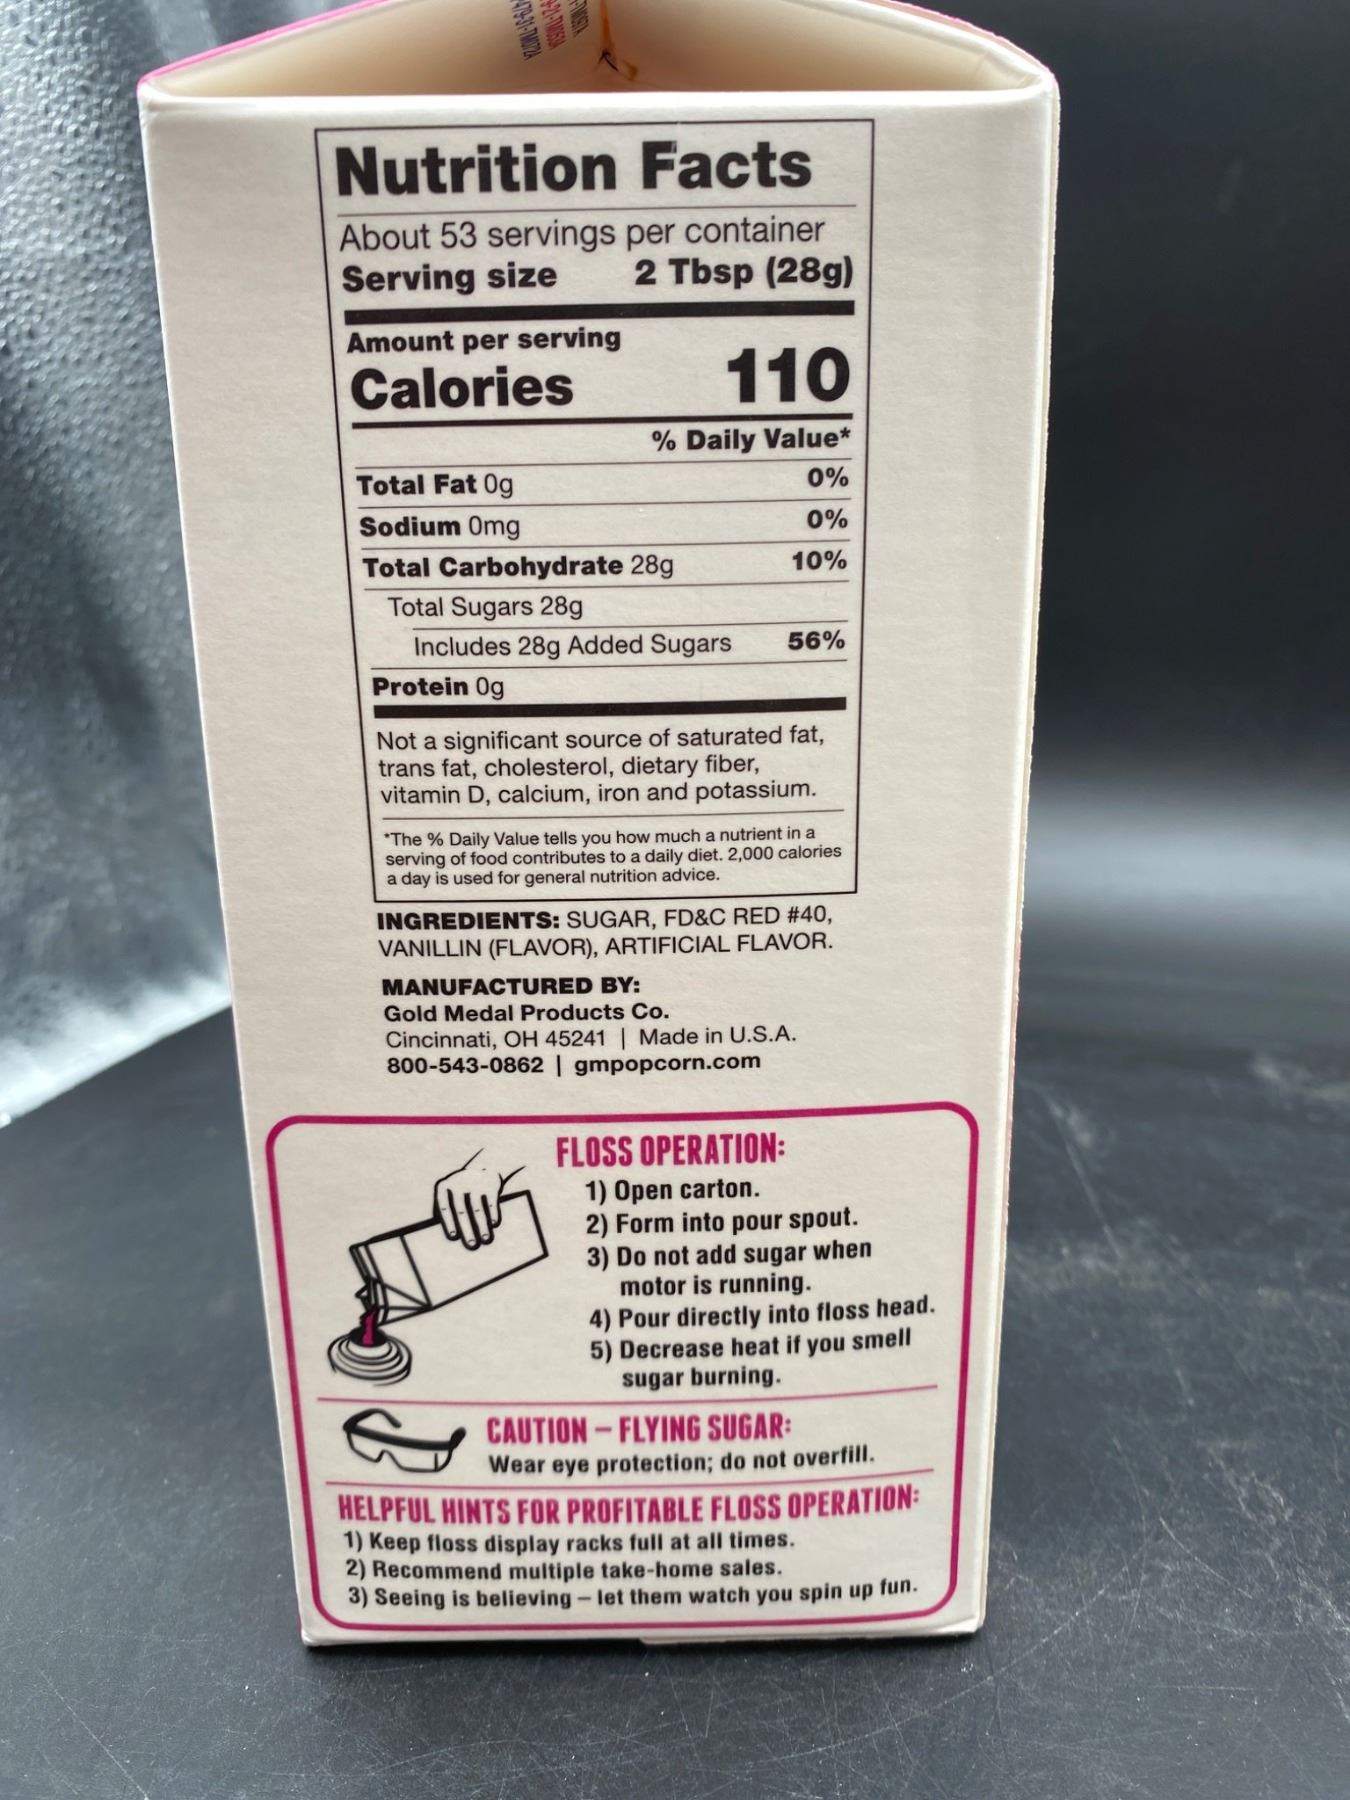 Nutrition Facts
About 53 servings per container
Serving size 2 Tbsp (28g)
Amount per serving
Calories 110
% Daily Value*
Total Fat 0g 0%
Sodium 0mg 0%
Total Carbohydrate 28g 10%
Total Sugars 28g
Includes 28g Added Sugars 56%
Protein 0g
Not a significant source of saturated fat,
trans fat, cholesterol, dietary fiber,
vitamin D, calcium, iron and potassium.
*The % Daily Value tells you how much a nutrient in a
serving of food contributes to a daily diet. 2,000 calories
a day is used for general nutrition advice.
INGREDIENTS: SUGAR, FD&C RED #40,
VANILLIN (FLAVOR), ARTIFICIAL FLAVOR.
MANUFACTURED BY:
Gold Medal Products Co.
Cincinnati, OH 45241 | Made in U.S.A.
800-543-0862 | gmpopcorn.com
FLOSS OPERATION:
1) Open carton.
2) Form into pour spout.
3) Do not add sugar when
motor is running.
4) Pour directly into floss head.
5) Decrease heat if you smell
sugar burning.
CAUTION – FLYING SUGAR:
Wear eye protection; do not overfill.
HELPFUL HINTS FOR PROFITABLE FLOSS OPERATION:
1) Keep floss display racks full at all times.
2) Recommend multiple take-home sales.
3) Seeing is believing – let them watch you spin up fun.